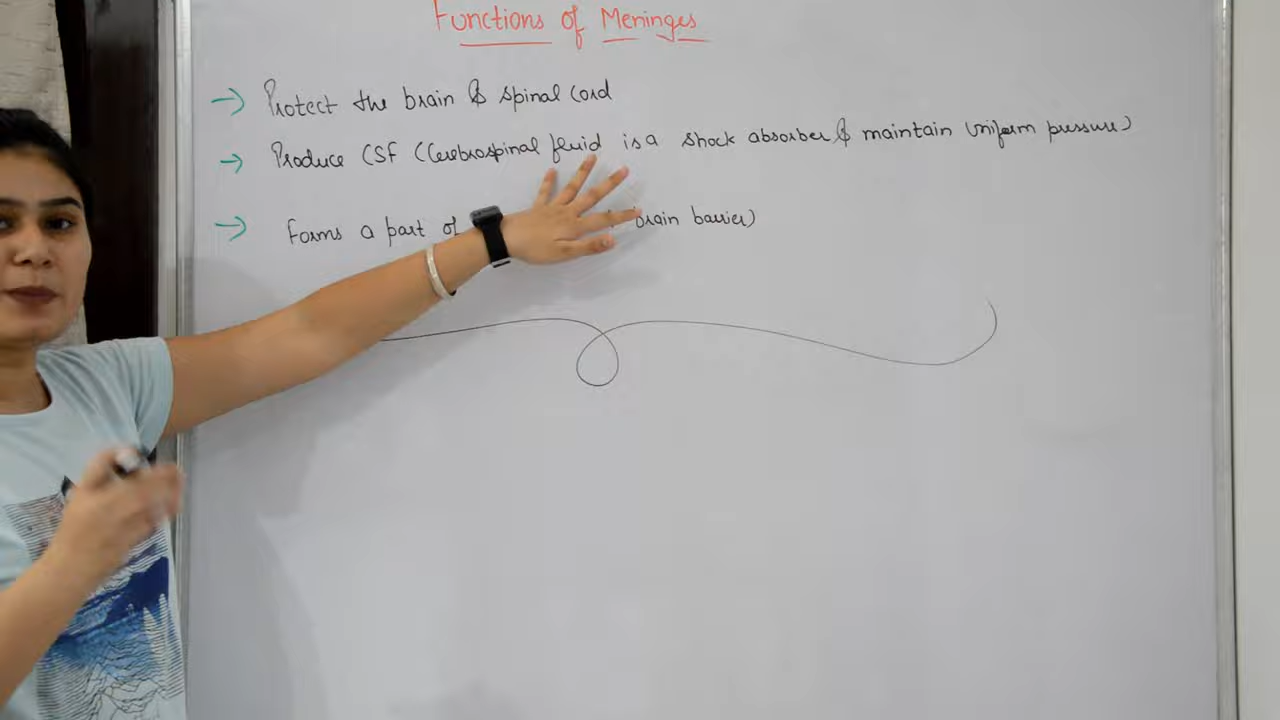 Functions of Meninges
→ Protect the brain & spinal cord
→ Produce CSF (Cerebrospinal fluid is a shock absorber & maintain uniform pressure)
→ forms a part of brain barrier)